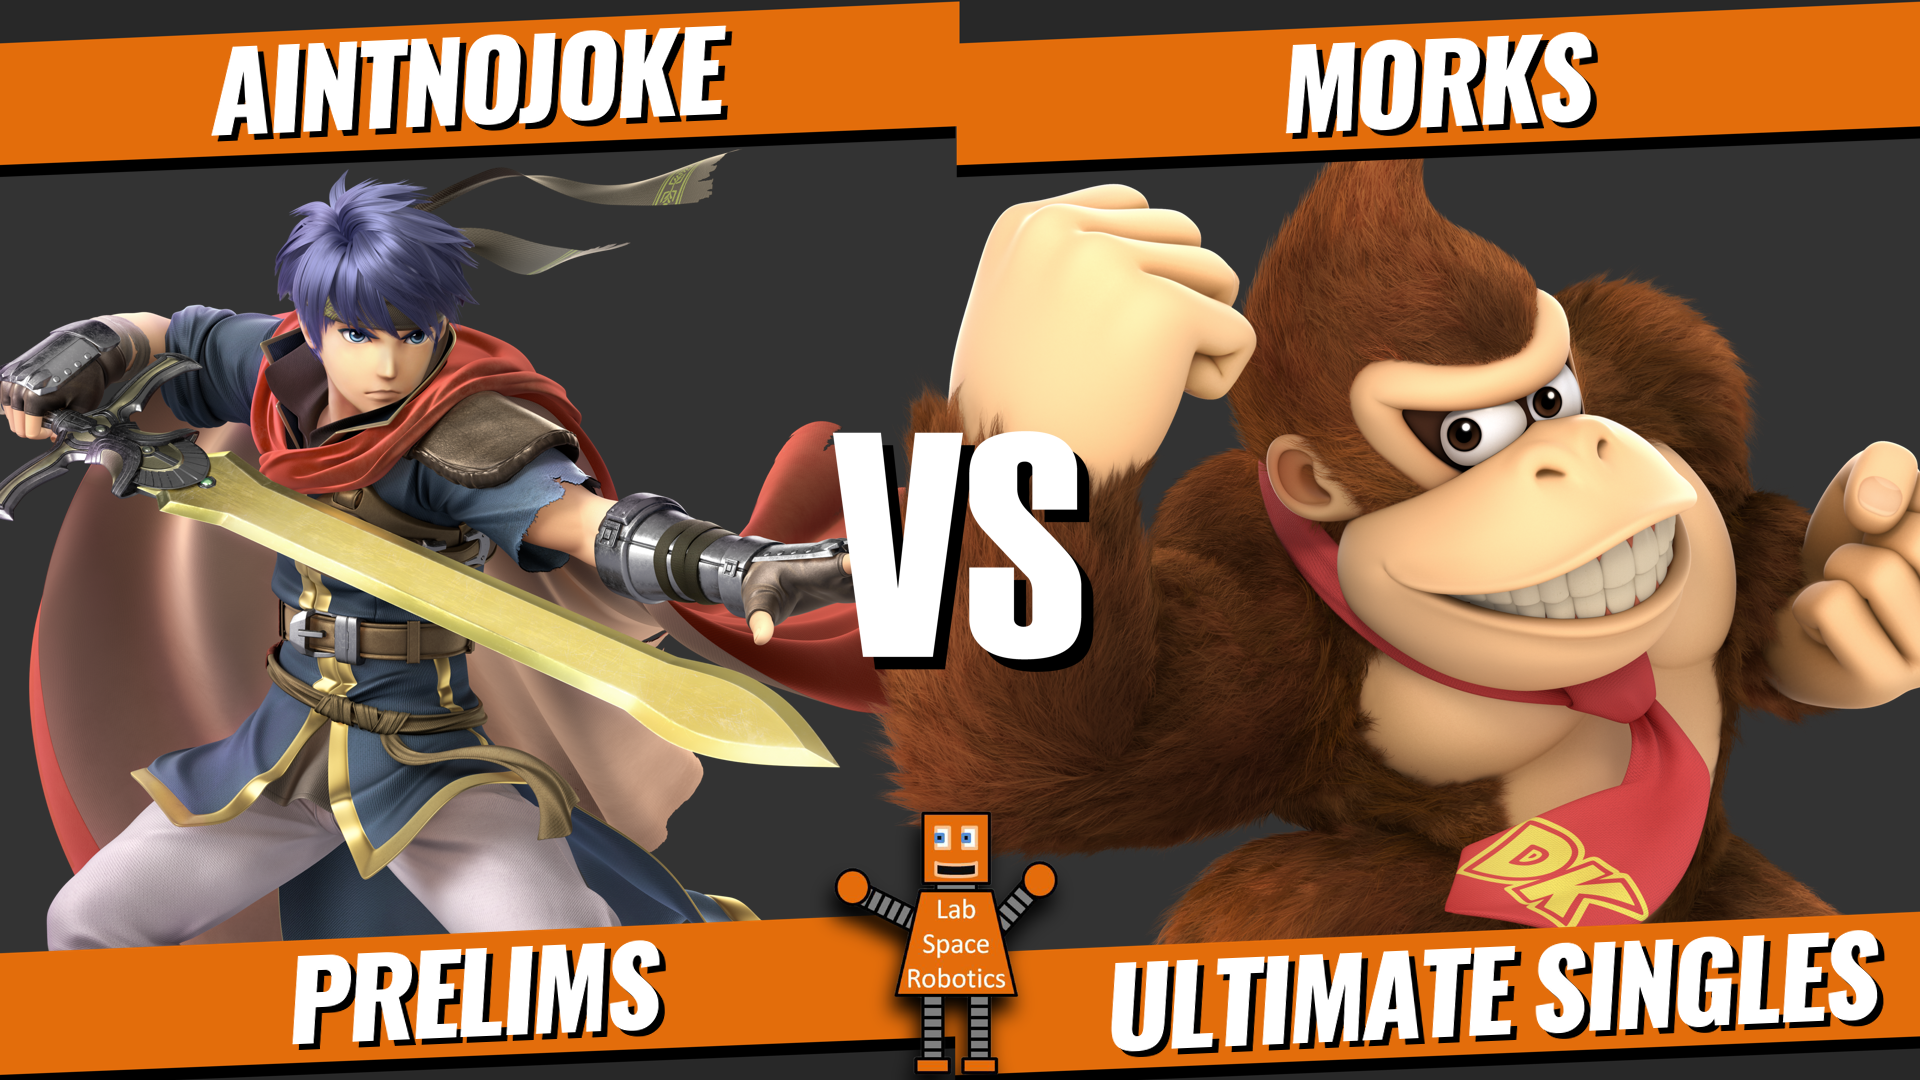 AINTNOJOKE
MORKS
VS
DK
Lab
Space
Robotics
PRELIMS
ULTIMATE SINGLES